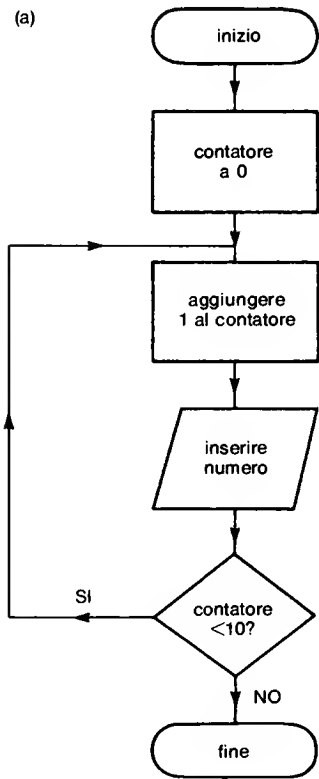 (a)
inizio
contatore
a 0
aggiungere
1 al contatore
inserire
numero
SI
contatore
<10?
NO
fine